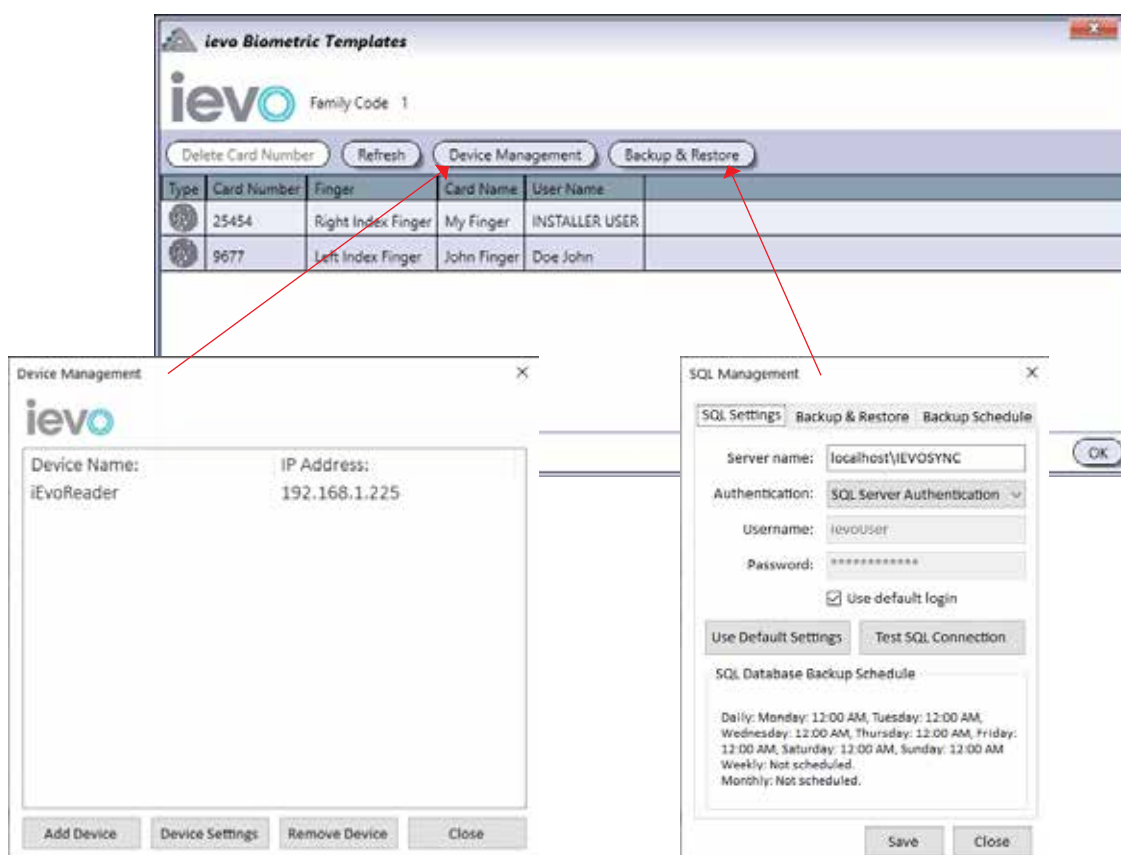 ievo Biometric Templates
ievo Family Code 1
Delete Card Number Refresh Device Management Backup & Restore
Type Card Number Finger Card Name User Name
25454 Right Index Finger My Finger INSTALLER USER
9677 Left Index Finger John Finger Doe John
OK
Device Management
ievo
Device Name: IP Address:
iEvoReader 192.168.1.225
Add Device Device Settings Remove Device Close
SQL Management
SQL Settings Backup & Restore Backup Schedule
Server name: localhost\IEVOSYNC
Authentication: SQL Server Authentication
Username: ievoUser
Password: ************
Use default login
Use Default Settings Test SQL Connection
SQL Database Backup Schedule
Daily: Monday: 12:00 AM, Tuesday: 12:00 AM,
Wednesday: 12:00 AM, Thursday: 12:00 AM, Friday:
12:00 AM, Saturday: 12:00 AM, Sunday: 12:00 AM
Weekly: Not scheduled.
Monthly: Not scheduled.
Save Close